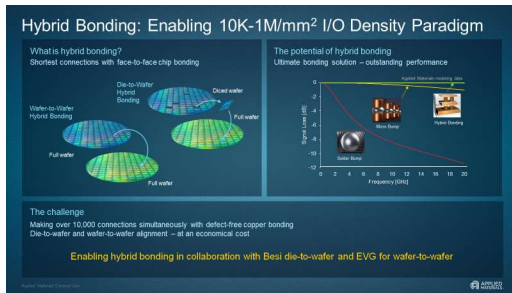 Hybrid Bonding: Enabling 10K-1M/mm² I/O Density Paradigm
What is hybrid bonding?
Shortest connections with face-to-face chip bonding
Die-to-Wafer
Hybrid
Bonding
Diced wafer
Full wafer
Wafer-to-Wafer
Hybrid Bonding
Full wafer
Full wafer
The potential of hybrid bonding
Ultimate bonding solution – outstanding performance
Applied Materials modeling data
Signal Loss [dB]
0
-2
-4
-6
-8
-10
-12
Micro Bump
Hybrid Bonding
Solder Bump
0 2 4 6 8 10 12 14 16 18 20
Frequency [GHz]
The challenge
Making over 10,000 connections simultaneously with defect-free copper bonding
Die-to-wafer and wafer-to-wafer alignment – at an economical cost
Enabling hybrid bonding in collaboration with Besi die-to-wafer and EVG for wafer-to-wafer
Applied Materials External Use
APPLIED
MATERIALS